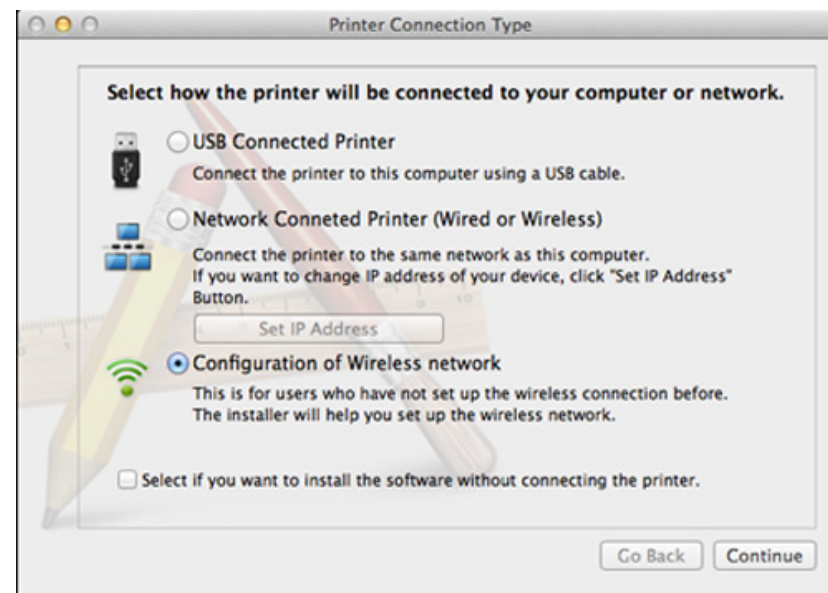 Printer Connection Type
Select how the printer will be connected to your computer or network.
USB Connected Printer
Connect the printer to this computer using a USB cable.
Network Conneted Printer (Wired or Wireless)
Connect the printer to the same network as this computer.
If you want to change IP address of your device, click "Set IP Address"
Button.
Set IP Address
Configuration of Wireless network
This is for users who have not set up the wireless connection before.
The installer will help you set up the wireless network.
Select if you want to install the software without connecting the printer.
Go Back Continue